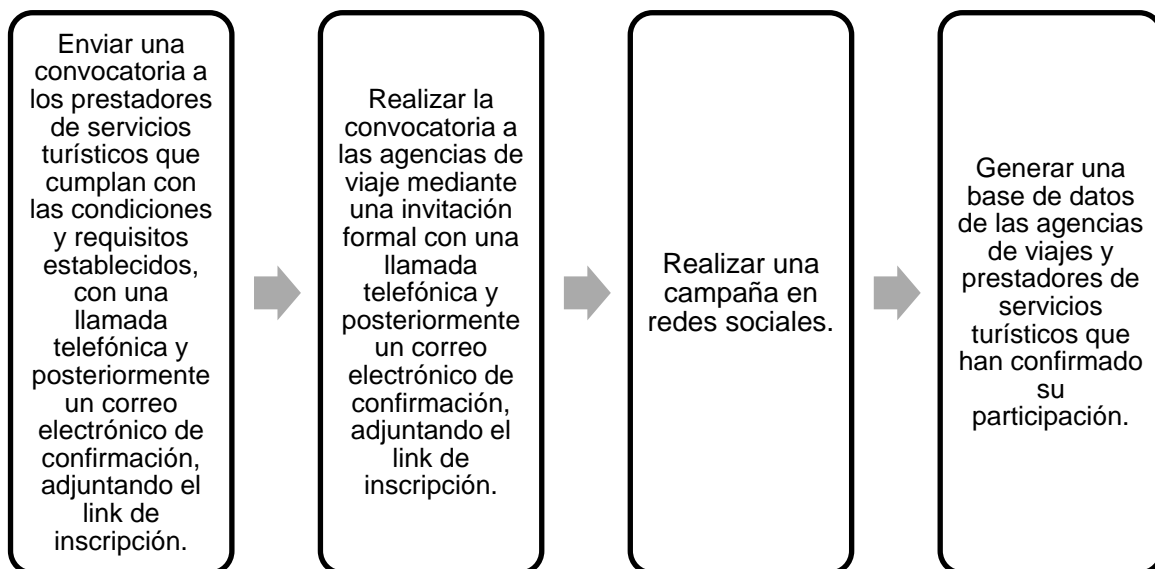 Enviar una
convocatoria a
los prestadores
de servicios
turísticos que
cumplan con
las condiciones
y requisitos
establecidos,
con una
llamada
telefónica y
posteriormente
un correo
electrónico de
confirmación,
adjuntando el
link de
inscripción.
Realizar la
convocatoria a
las agencias de
viaje mediante
una invitación
formal con una
llamada
telefónica y
posteriormente
un correo
electrónico de
confirmación,
adjuntando el
link de
inscripción.
Realizar una
campaña en
redes sociales.
Generar una
base de datos
de las agencias
de viajes y
prestadores de
servicios
turísticos que
han confirmado
su
participación.